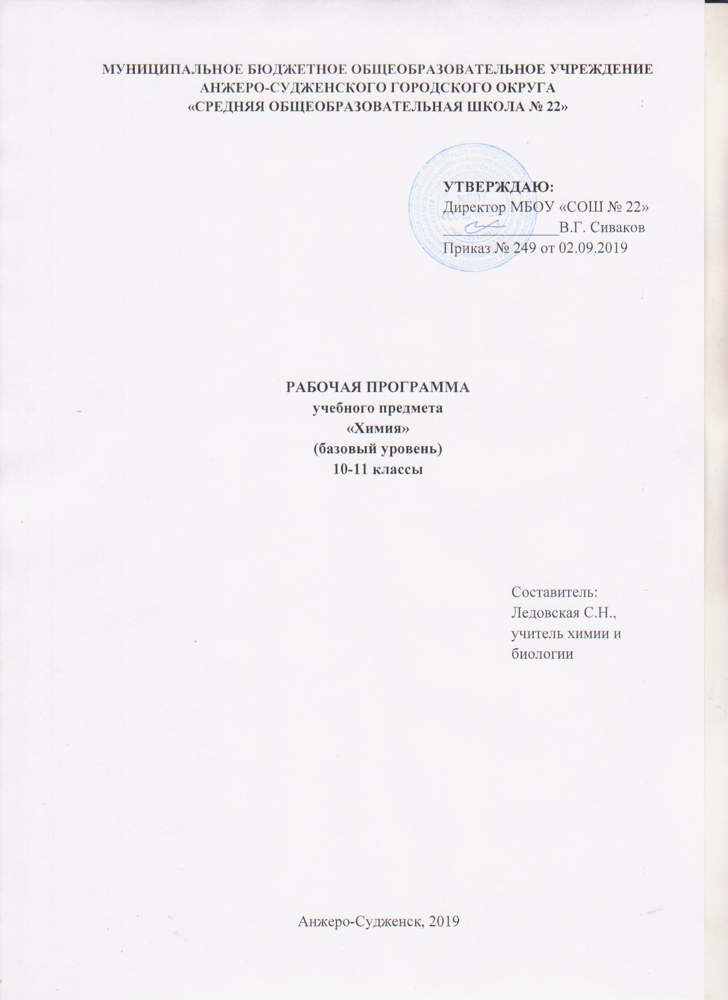 МУНИЦИПАЛЬНОЕ БЮДЖЕТНОЕ ОБЩЕОБРАЗОВАТЕЛЬНОЕ УЧРЕЖДЕНИЕ
АНЖЕРО-СУДЖЕНСКОГО ГОРОДСКОГО ОКРУГА
«СРЕДНЯЯ ОБЩЕОБРАЗОВАТЕЛЬНАЯ ШКОЛА № 22»
УТВЕРЖДАЮ:
Директор МБОУ «СОШ № 22»
_______________В.Г. Сиваков
Приказ № 249 от 02.09.2019
МБОУ
РАБОЧАЯ ПРОГРАММА
учебного предмета
«Химия»
(базовый уровень)
10-11 классы
Составитель:
Ледовская С.Н.,
учитель химии и
биологии
Анжеро-Судженск, 2019